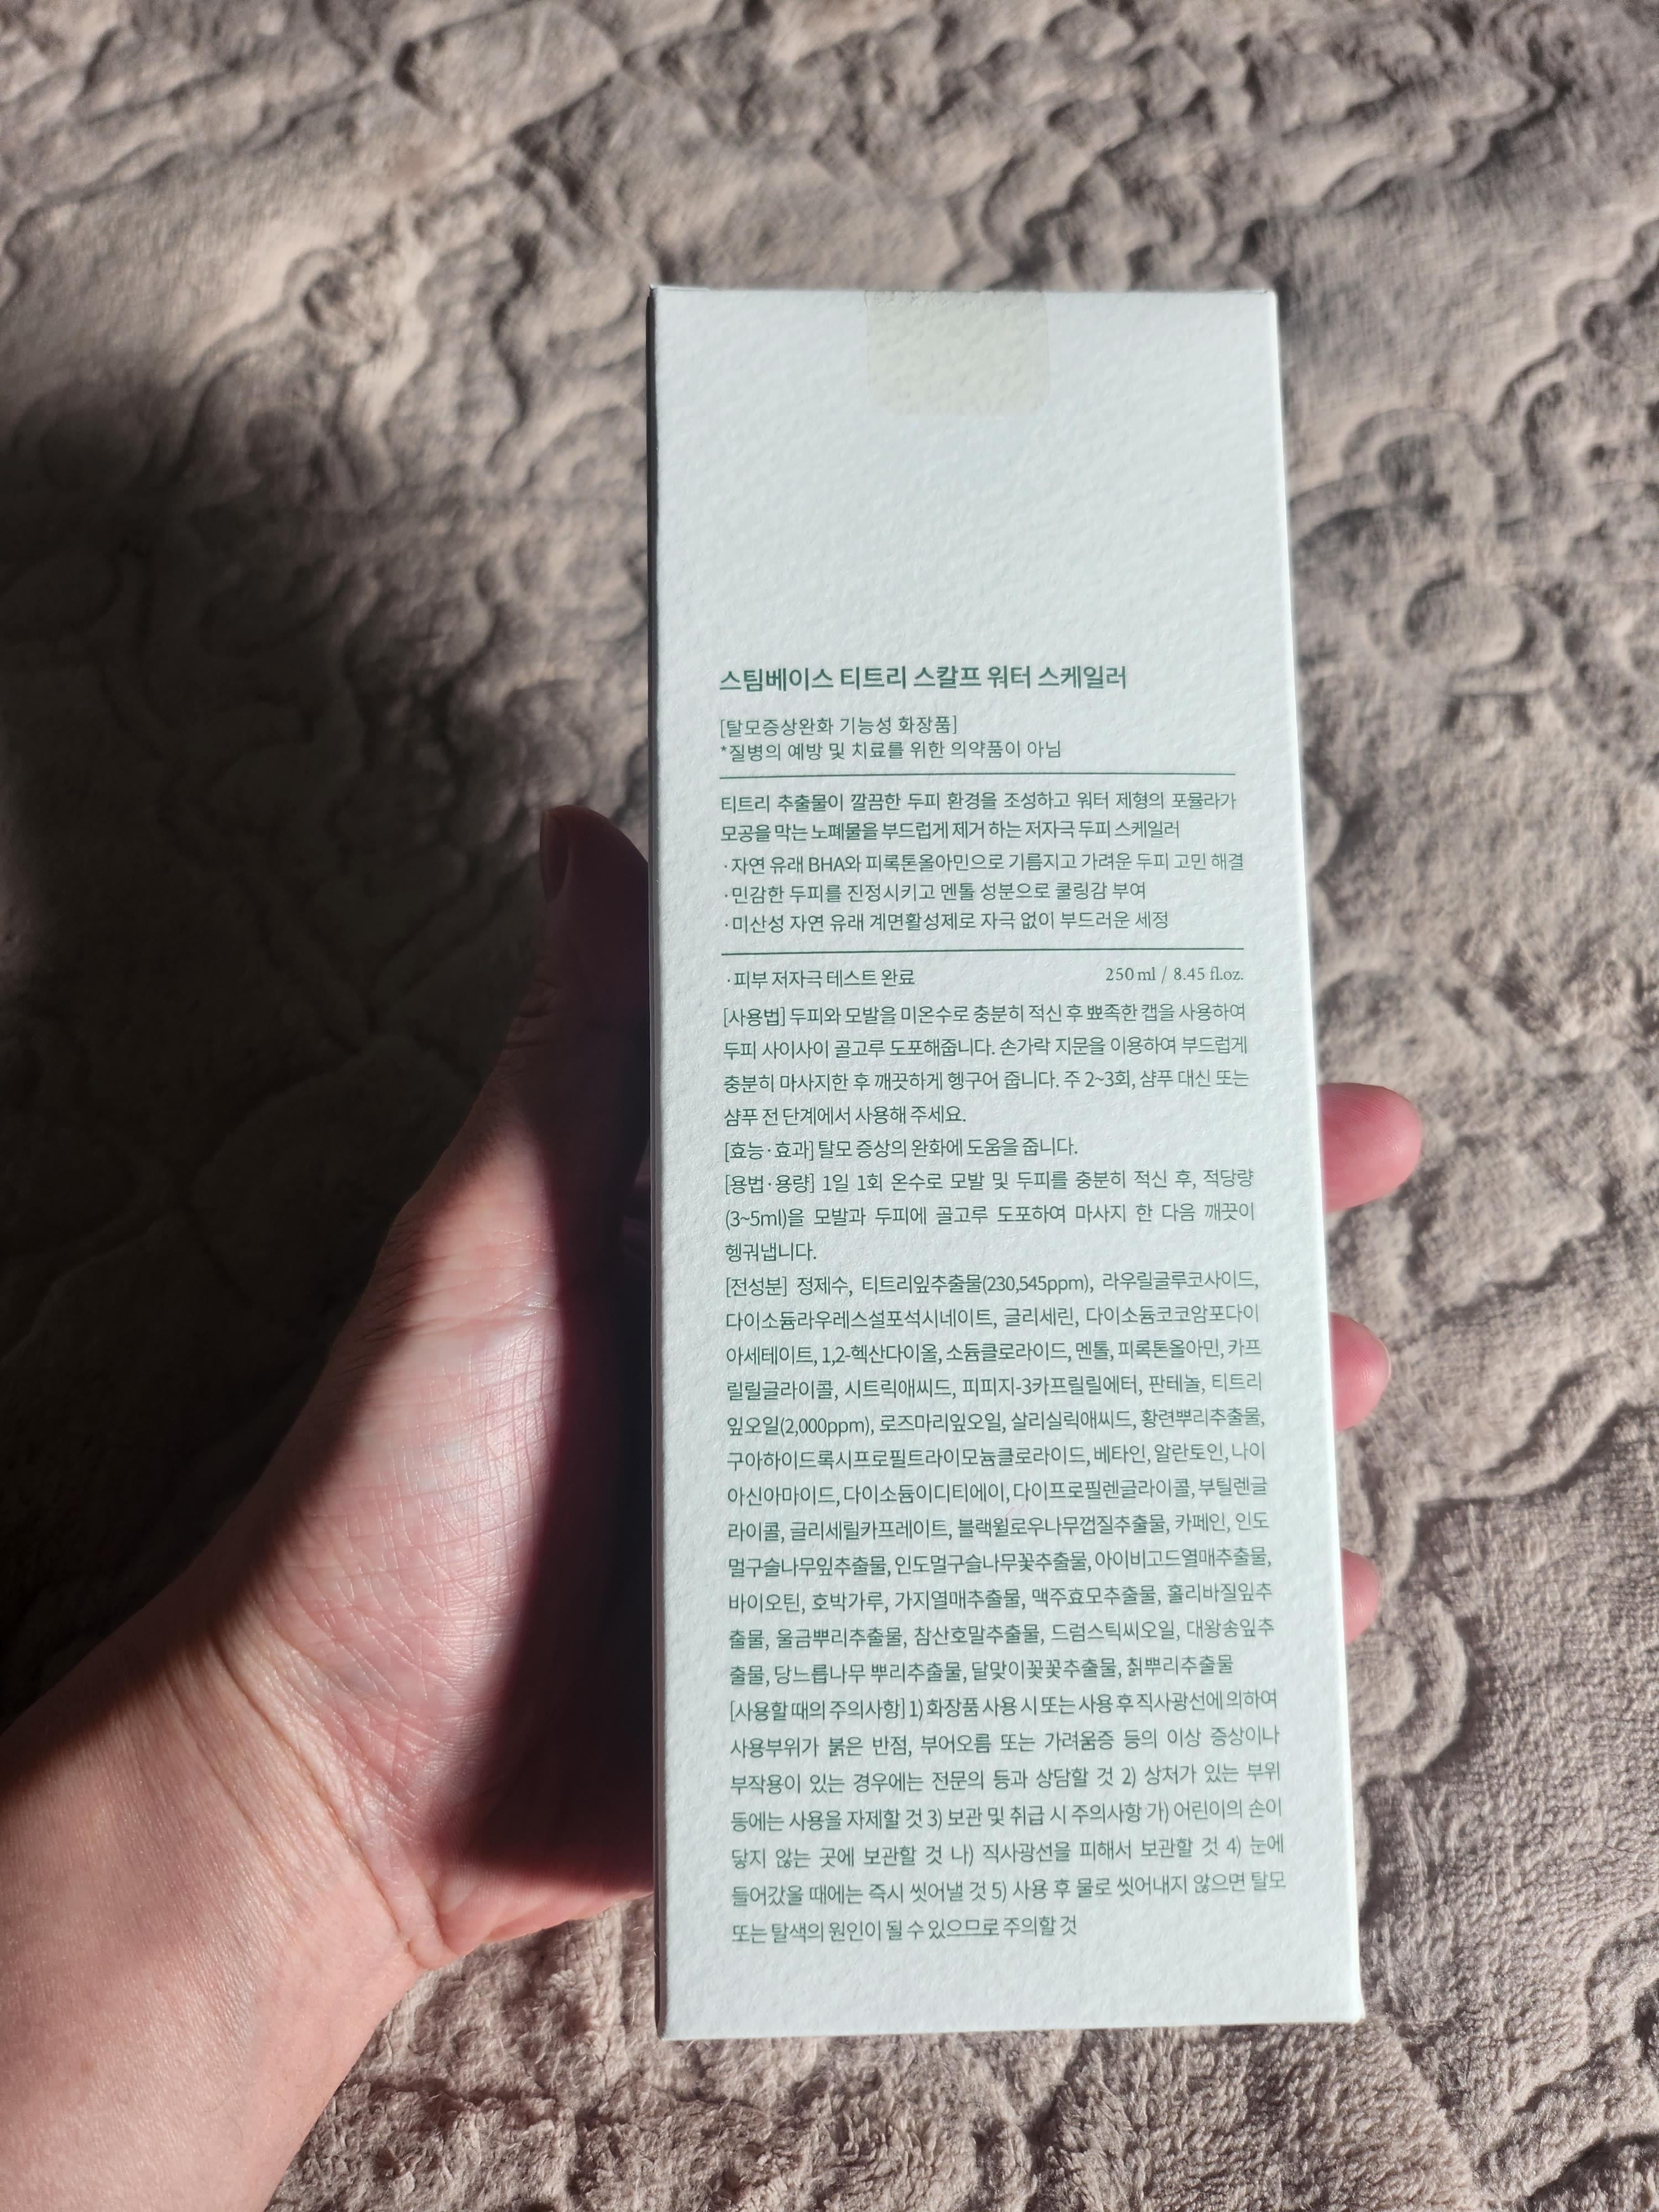 스팀베이스 티트리 스칼프 워터 스케일러
[탈모증상완화 기능성 화장품]
*질병의 예방 및 치료를 위한 의약품이 아님
티트리 추출물이 깔끔한 두피 환경을 조성하고 워터 제형의 포뮬라가
모공을 막는 노폐물을 부드럽게 제거 하는 저자극 두피 스케일러
·자연 유래 BHA와 피록톤올아민으로 기름지고 가려운 두피 고민 해결
·민감한 두피를 진정시키고 멘톨 성분으로 쿨링감 부여
·미산성 자연 유래 계면활성제로 자극 없이 부드러운 세정
·피부 저자극 테스트 완료 250 ml / 8.45 fl.oz.
[사용법] 두피와 모발을 미온수로 충분히 적신 후 뾰족한 캡을 사용하여
두피 사이사이 골고루 도포해줍니다. 손가락 지문을 이용하여 부드럽게
충분히 마사지한 후 깨끗하게 헹구어 줍니다. 주 2~3회, 샴푸 대신 또는
샴푸 전 단계에서 사용해 주세요.
[효능·효과] 탈모 증상의 완화에 도움을 줍니다.
[용법·용량] 1일 1회 온수로 모발 및 두피를 충분히 적신 후, 적당량
(3~5ml)을 모발과 두피에 골고루 도포하여 마사지 한 다음 깨끗이
헹궈냅니다.
[전성분] 정제수, 티트리잎추출물(230,545ppm), 라우릴글루코사이드,
다이소듐라우레스설포석시네이트, 글리세린, 다이소듐코코암포다이
아세테이트, 1,2-헥산다이올, 소듐클로라이드, 멘톨, 피록톤올아민, 카프
릴릴글라이콜, 시트릭애씨드, 피피지-3카프릴릴에터, 판테놀, 티트리
잎오일(2,000ppm), 로즈마리잎오일, 살리실릭애씨드, 황련뿌리추출물,
구아하이드록시프로필트라이모늄클로라이드, 베타인, 알란토인, 나이
아신아마이드, 다이소듐이디티에이, 다이프로필렌글라이콜, 부틸렌글
라이콜, 글리세릴카프레이트, 블랙윌로우나무껍질추출물, 카페인, 인도
멀구슬나무잎추출물, 인도멀구슬나무꽃추출물, 아이비고드열매추출물,
바이오틴, 호박가루, 가지열매추출물, 맥주효모추출물, 홀리바질잎추
출물, 울금뿌리추출물, 참산호말추출물, 드럼스틱씨오일, 대왕송잎추
출물, 당느릅나무 뿌리추출물, 달맞이꽃꽃추출물, 칡뿌리추출물
[사용할 때의 주의사항] 1) 화장품 사용 시 또는 사용 후 직사광선에 의하여
사용부위가 붉은 반점, 부어오름 또는 가려움증 등의 이상 증상이나
부작용이 있는 경우에는 전문의 등과 상담할 것 2) 상처가 있는 부위
등에는 사용을 자제할 것 3) 보관 및 취급 시 주의사항 가) 어린이의 손이
닿지 않는 곳에 보관할 것 나) 직사광선을 피해서 보관할 것 4) 눈에
들어갔을 때에는 즉시 씻어낼 것 5) 사용 후 물로 씻어내지 않으면 탈모
또는 탈색의 원인이 될 수 있으므로 주의할 것